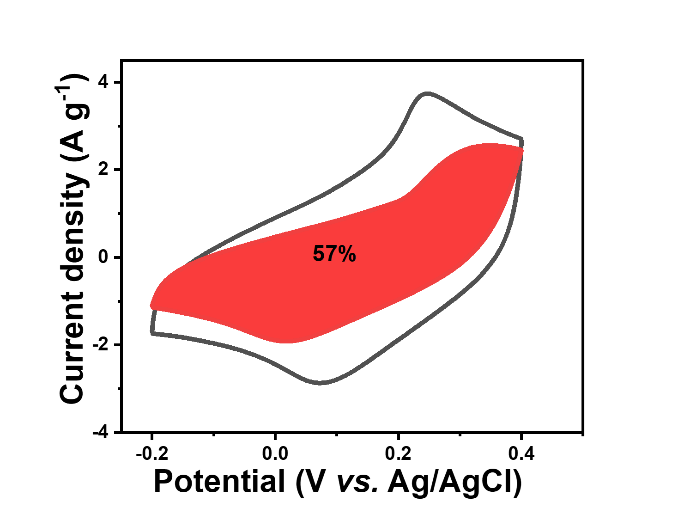 Current density (A g⁻¹)
4
2
0
-2
-4
57%
-0.2 0.0 0.2 0.4
Potential (V vs. Ag/AgCl)